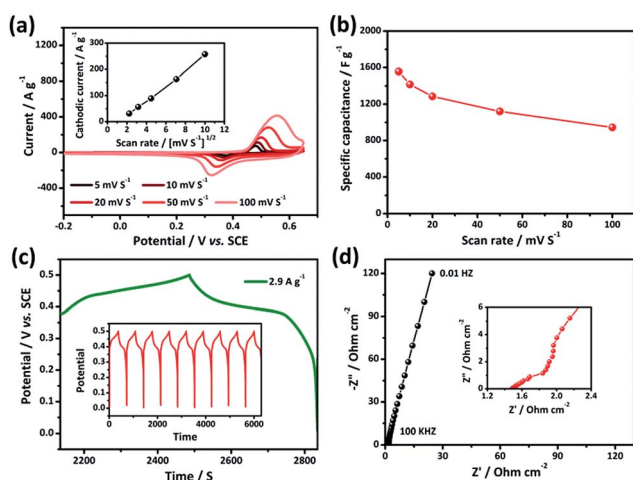 (a)
1200
800
400
0
-400
Current / A g-1
-0.2 0.0 0.2 0.4 0.6
Potential / V vs. SCE
300
200
100
0
Cathodic current / A g-1
0 2 4 6 8 10 12
Scan rate / [mV S-1] 1/2
5 mV S-1 10 mV S-1
20 mV S-1 50 mV S-1 100 mV S-1
(b)
2000
1600
1200
800
400
0
Specific capacitance / F g-1
0 20 40 60 80 100
Scan rate / mV S-1
(c)
0.5
0.4
0.3
0.2
0.1
0.0
Potential / V vs. SCE
2.9 A g-1
0.5
0.4
0.3
0.2
0.1
0.0
Potential
0 2000 4000 6000
Time
2200 2400 2600 2800
Time / S
(d)
120
90
60
30
0
-Z'' / Ohm cm-2
0.01 HZ
100 KHZ
6
4
2
0
Z'' / Ohm cm-2
1.2 1.6 2.0 2.4
Z' / Ohm cm-2
0 30 60 90 120
Z' / Ohm cm-2